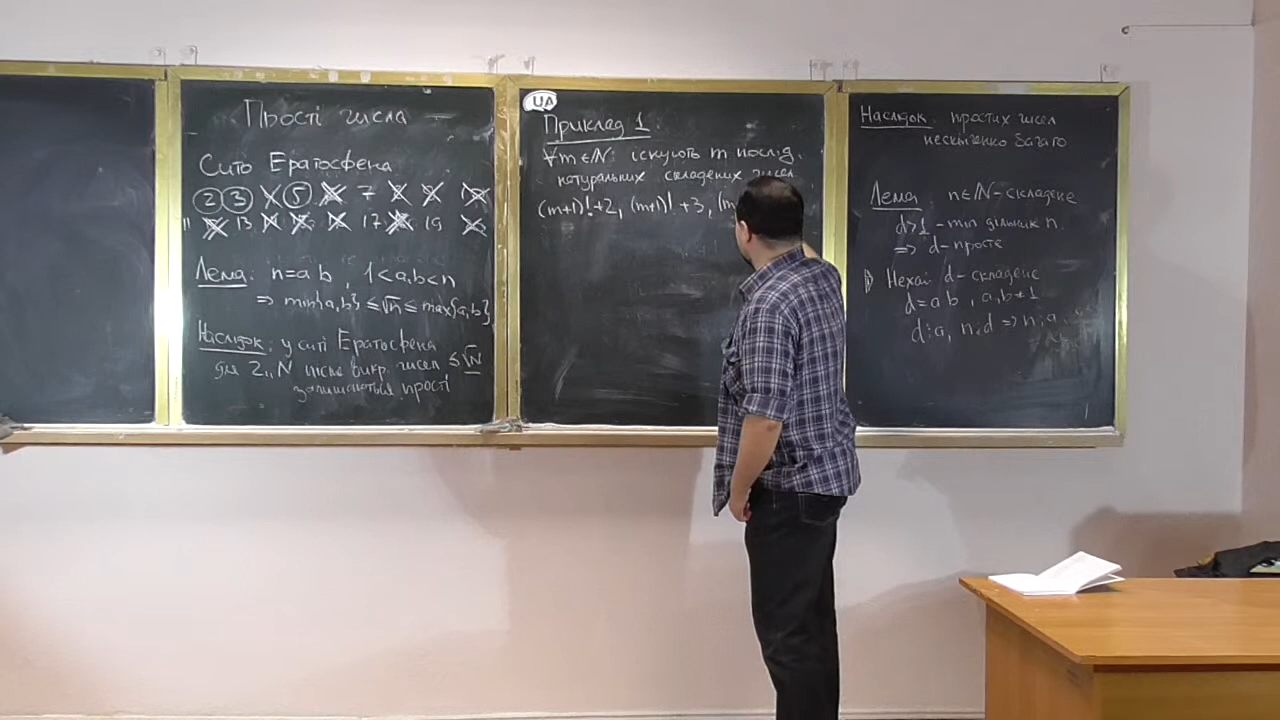 Прості числа
Сито Ератосфена
2 3 5 7
11 13 17 19
Лема: n=ab, 1<a,b<n
=> min{a,b} ≤ √n ≤ max{a,b}
Наслідок: у ситі Ератосфена
для 2,,N після викр. чисел ≤ √N
залишаються прості
UA
Приклад 1:
∀m∈N: існують m послід.
натуральних складених чисел
(m+1)!+2, (m+1)!+3, (m
Наслідок: простих чисел
нескінченно багато
Лема: n∈N - складене
d>1 - min дільник n
=> d - просте
Нехай d - складене
d=ab, a,b≠1
d⋮a, n⋮d => n⋮a